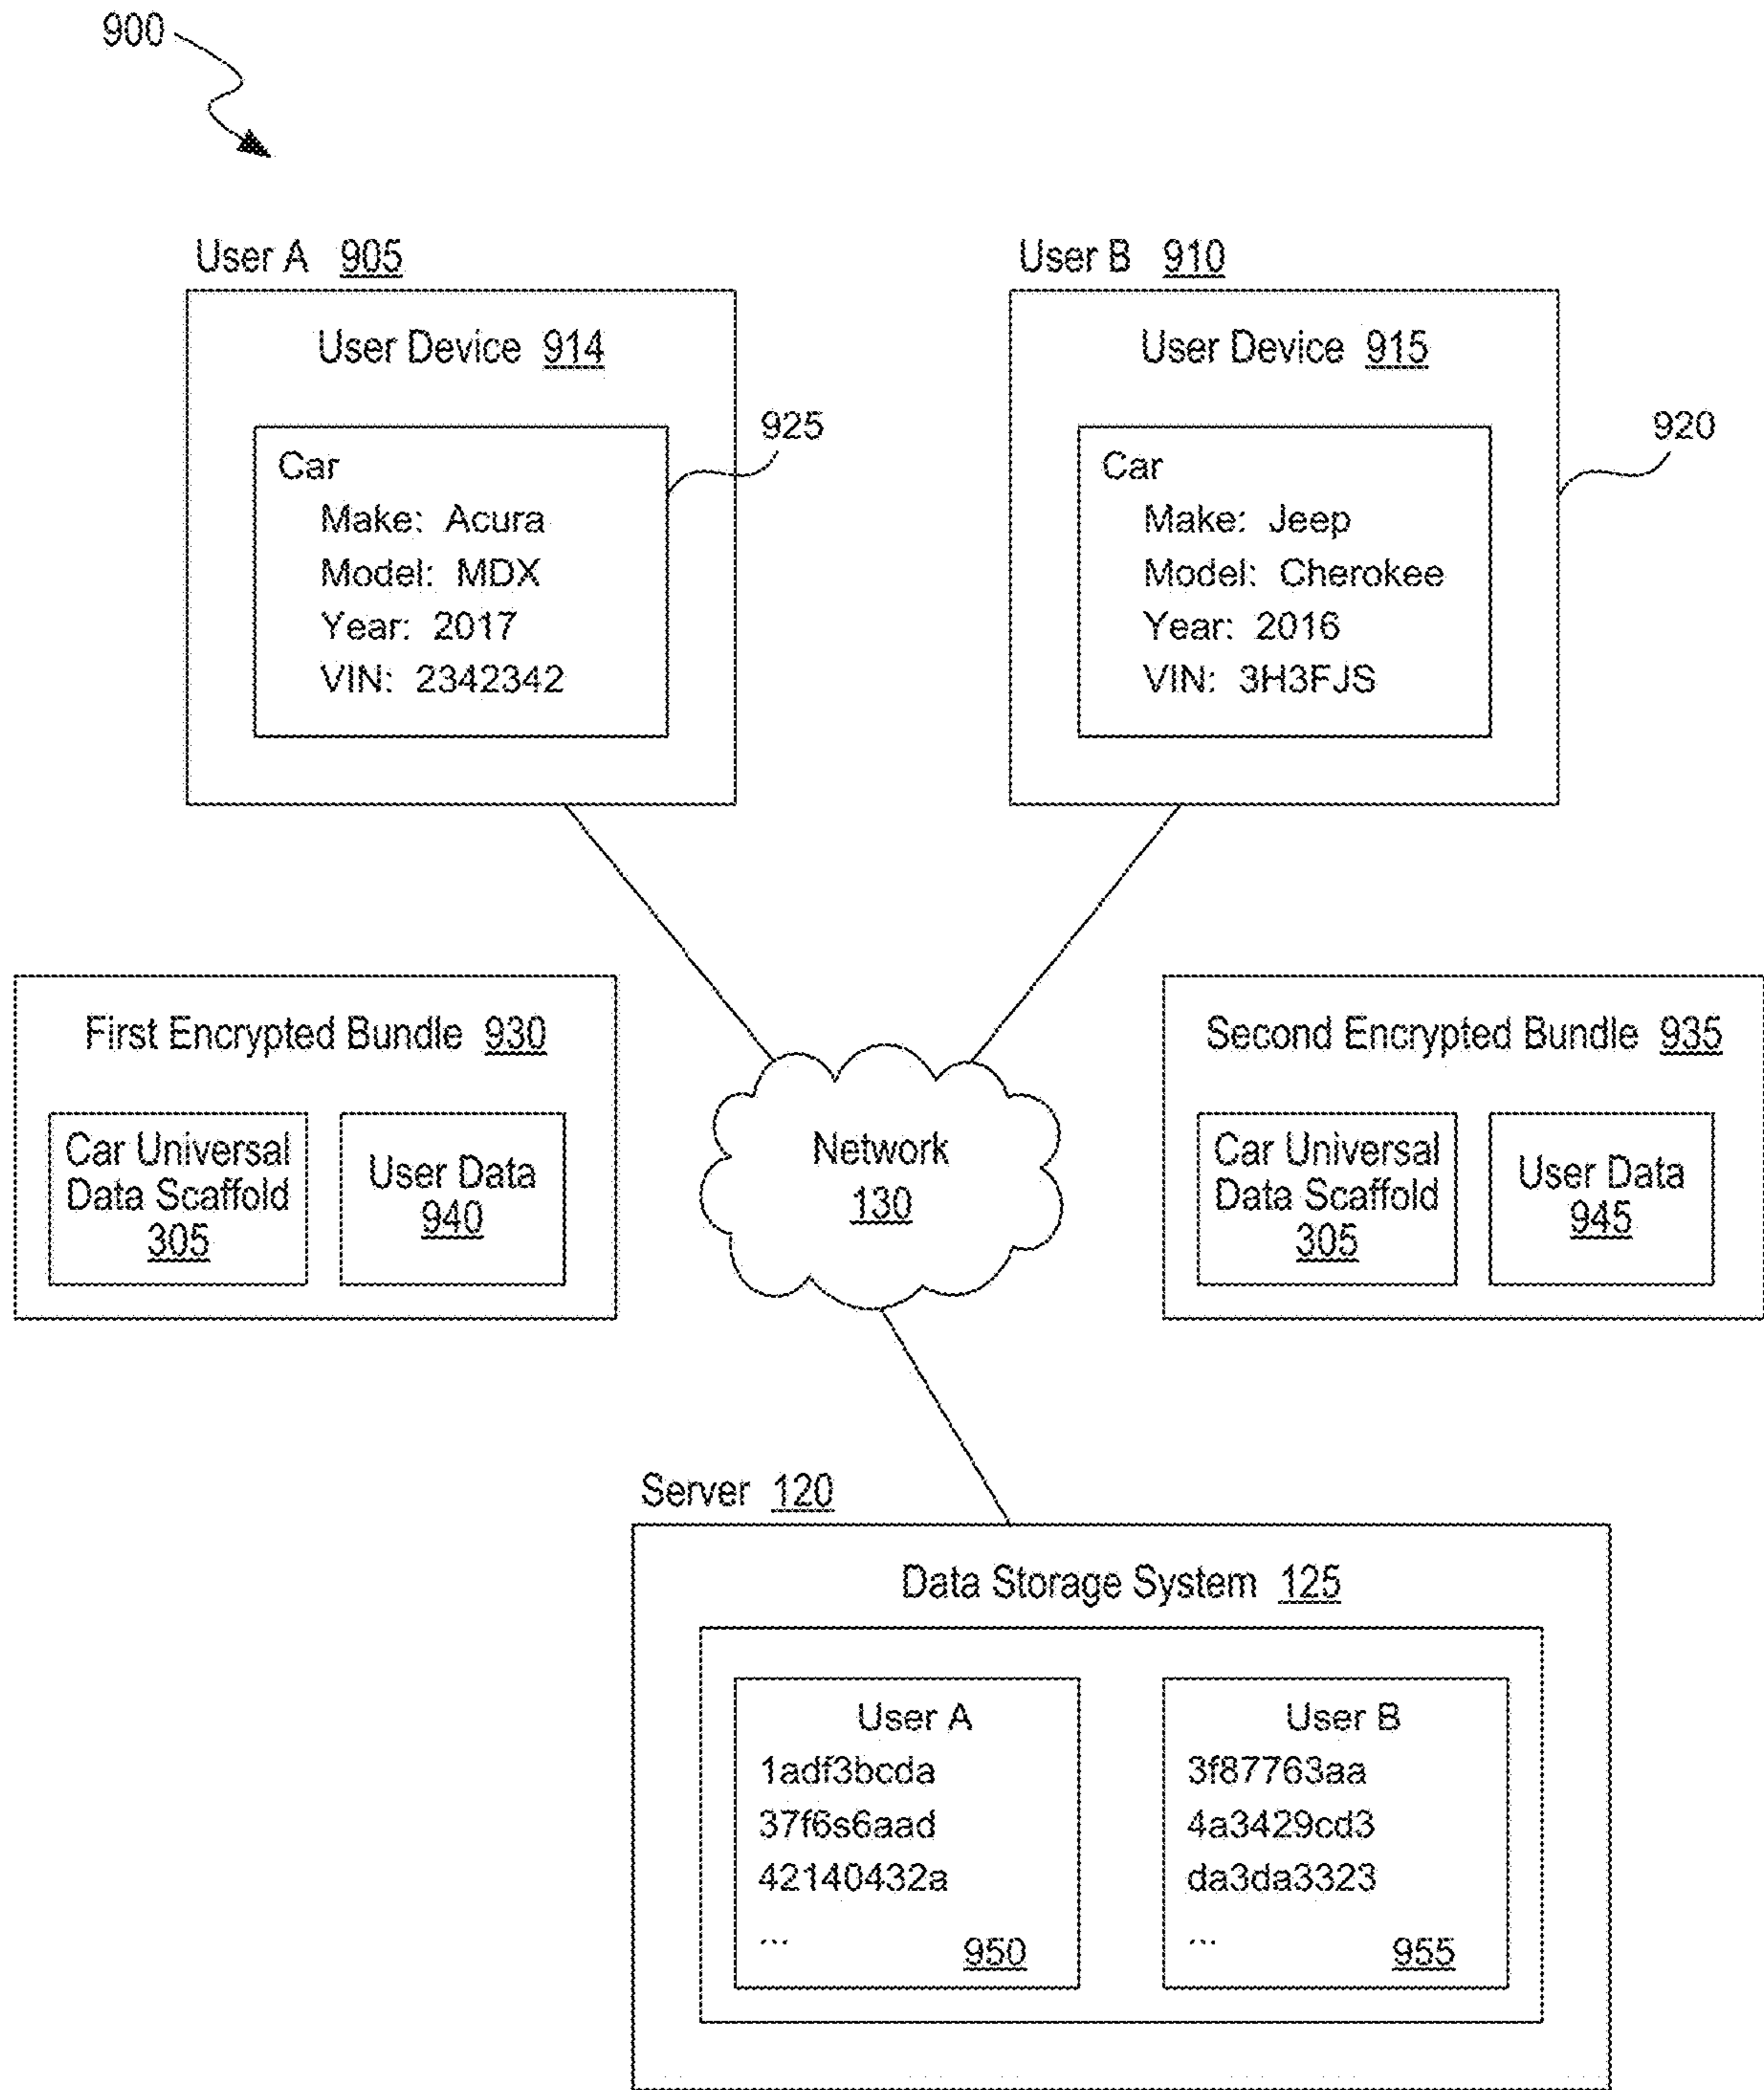 900
User A 905
User Device 914
925
Car
Make: Acura
Model: MDX
Year: 2017
VIN: 2342342
User B 910
User Device 915
920
Car
Make: Jeep
Model: Cherokee
Year: 2016
VIN: 3H3FJS
First Encrypted Bundle 930
Car Universal
Data Scaffold
305
User Data
940
Network
130
Second Encrypted Bundle 935
Car Universal
Data Scaffold
305
User Data
945
Server 120
Data Storage System 125
User A
1adf3bcda
37f6s6aad
42140432a
...
950
User B
3f87763aa
4a3429cd3
da3da3323
...
955